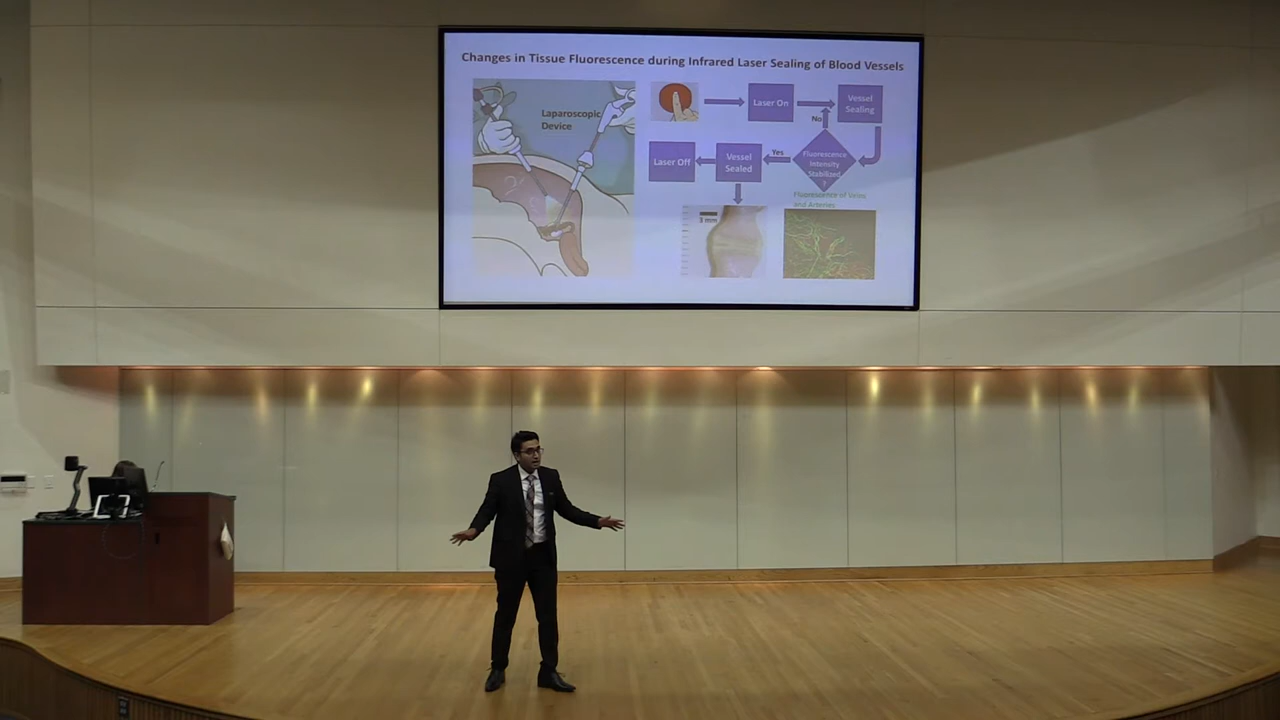 Changes in Tissue Fluorescence during Infrared Laser Sealing of Blood Vessels
Laparoscopic
Device
Laser On
Vessel
Sealing
No
Fluorescence
Intensity
Stabilized
?
Yes
Vessel
Sealed
Laser Off
Fluorescence of Veins
and Arteries